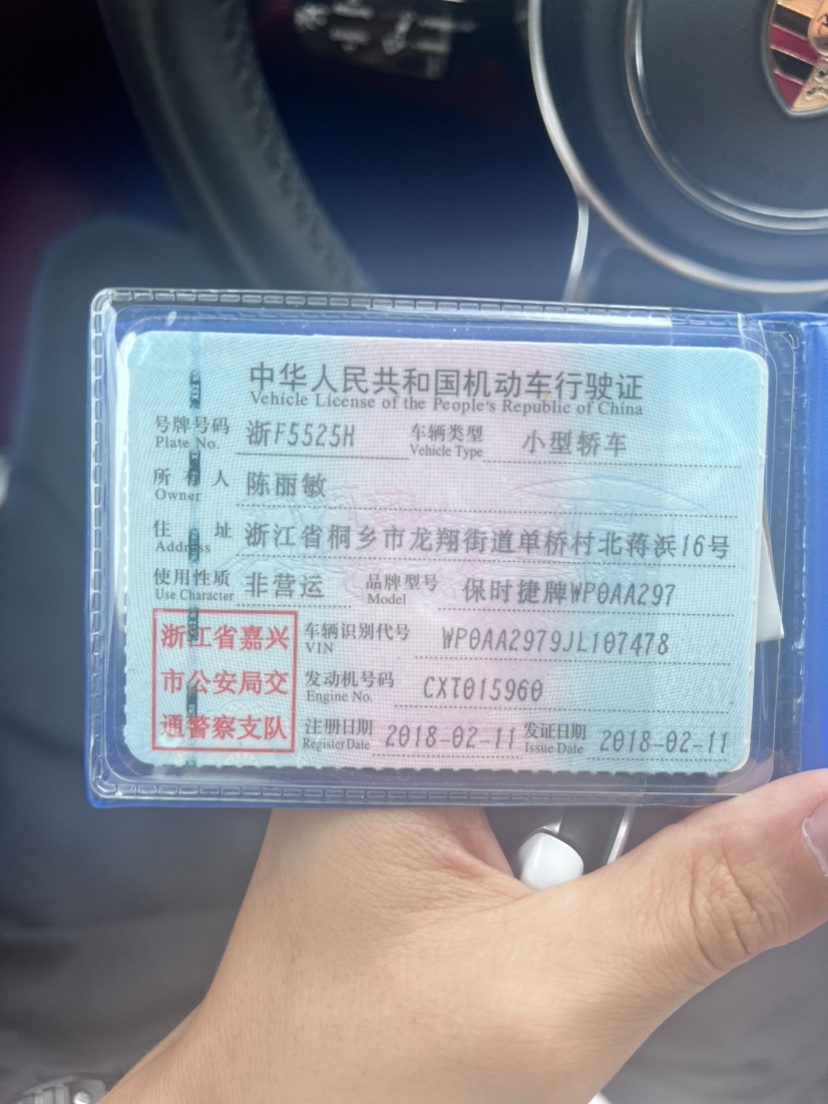 中华人民共和国机动车行驶证
Vehicle License of the People's Republic of China
号牌号码 浙F5525H 车辆类型 小型轿车
Plate No. Vehicle Type
所有人 陈丽敏
Owner
住址 浙江省桐乡市龙翔街道单桥村北蒋浜16号
Address
使用性质 非营运 品牌型号 保时捷牌WP0AA297
Use Character Model
浙江省嘉兴
市公安局交
通警察支队
车辆识别代号 WP0AA2979JL107478
VIN
发动机号码 CXT015960
Engine No.
注册日期 2018-02-11 发证日期 2018-02-11
Register Date Issue Date